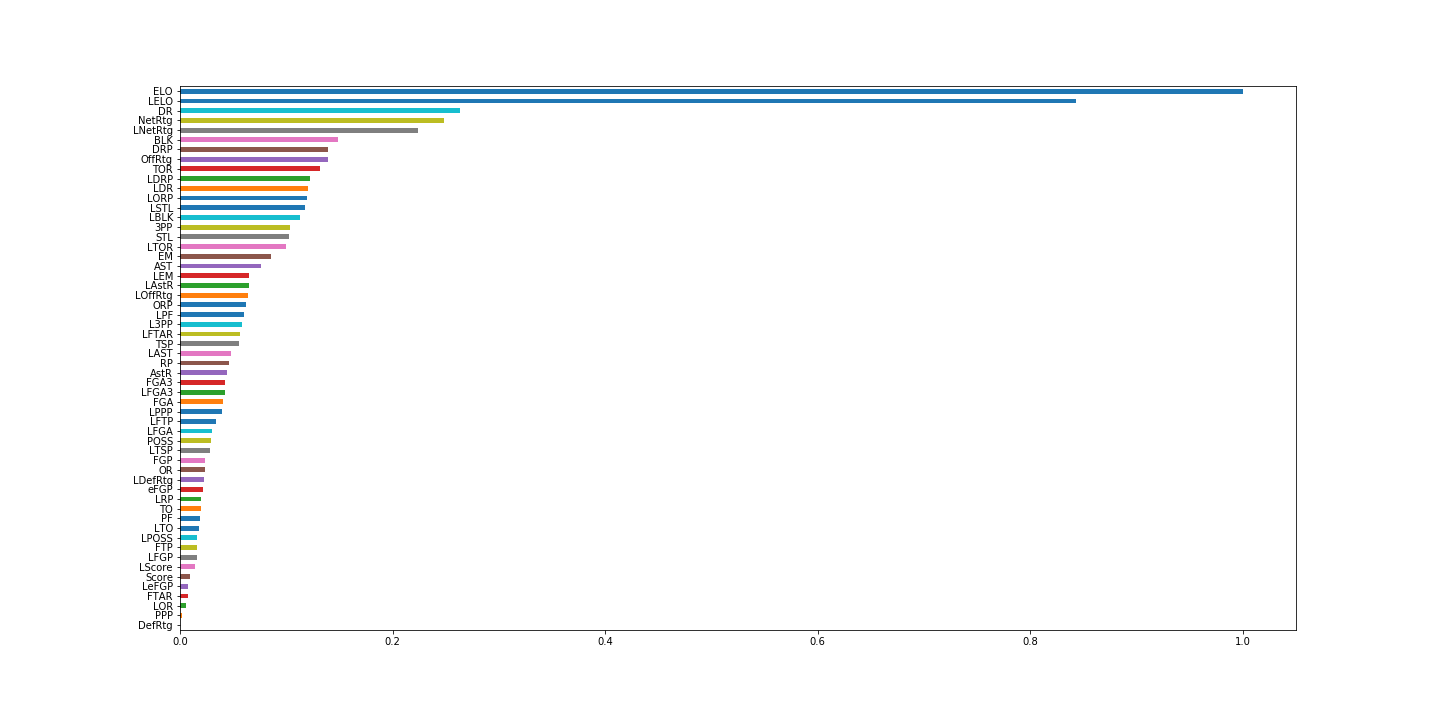 ELO
LELO
DR
NetRtg
LNetRtg
BLK
DRP
OffRtg
TOR
LDRP
LDR
LORP
LSTL
LBLK
3PP
STL
LTOR
EM
AST
LEM
LAstR
LOffRtg
ORP
LPF
L3PP
LFTAR
TSP
LAST
RP
AstR
FGA3
LFGA3
FGA
LPPP
LFTP
LFGA
POSS
LTSP
FGP
OR
LDefRtg
eFGP
LRP
TO
PF
LTO
LPOSS
FTP
LFGP
LScore
Score
LeFGP
FTAR
LOR
PPP
DefRtg
0.0 0.2 0.4 0.6 0.8 1.0